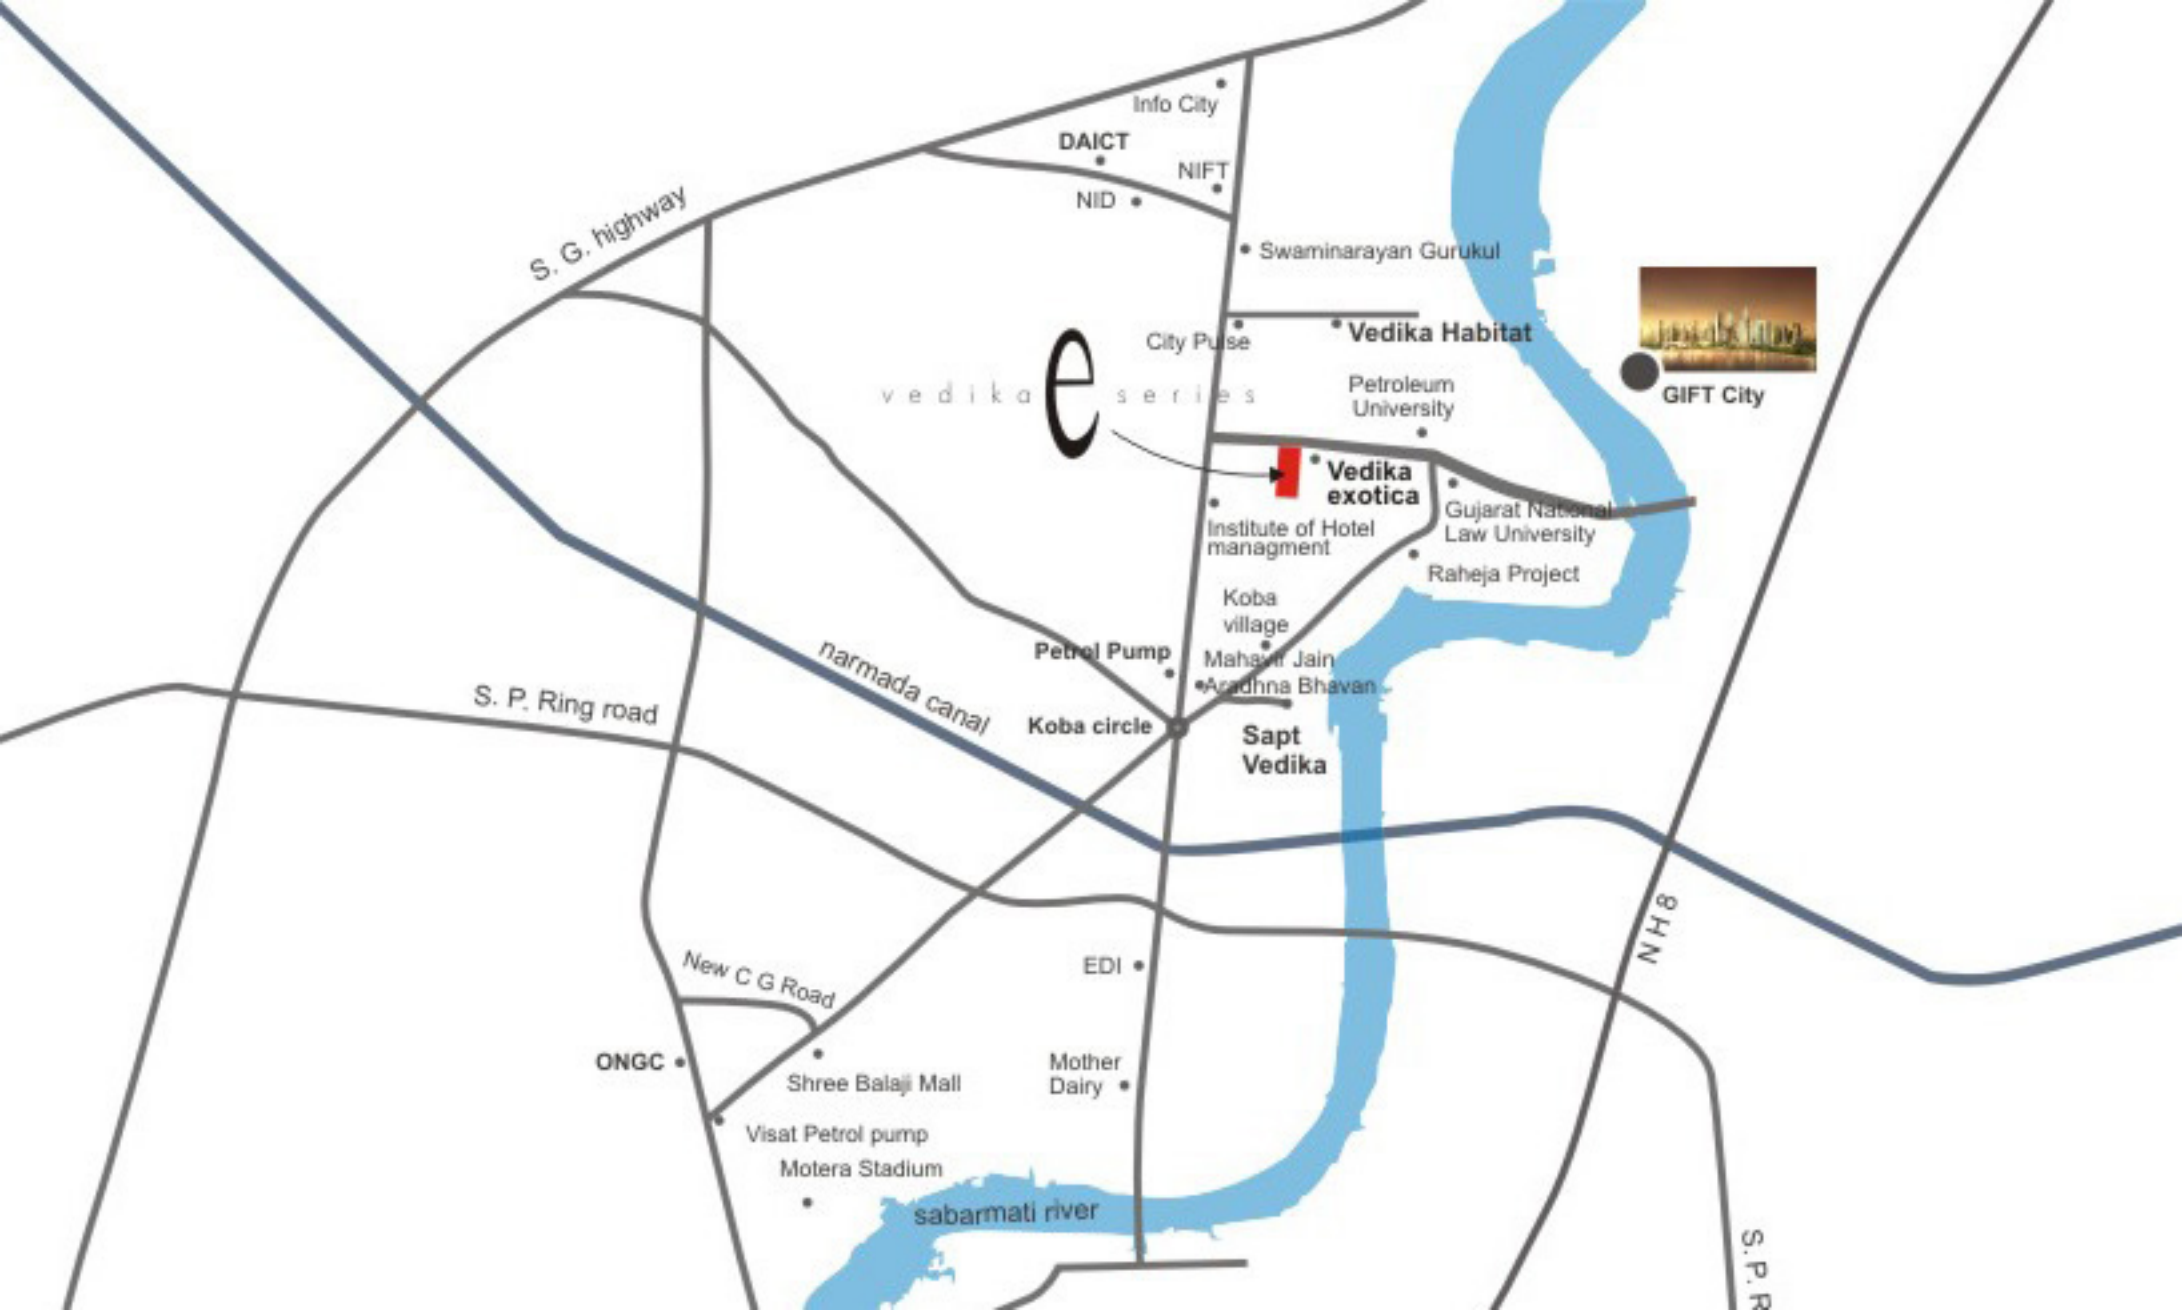 Info City
DAICT
NIFT
NID
S. G. highway
Swaminarayan Gurukul
City Pulse
Vedika Habitat
vedika e series
Petroleum
University
GIFT City
Vedika
exotica
Gujarat National
Law University
Institute of Hotel
managment
Raheja Project
Koba
village
Petrol Pump
Mahavir Jain
Aradhna Bhavan
narmada canal
S. P. Ring road
Koba circle
Sapt
Vedika
NH8
EDI
New C G Road
ONGC
Mother
Dairy
Shree Balaji Mall
Visat Petrol pump
Motera Stadium
sabarmati river
S.P.R